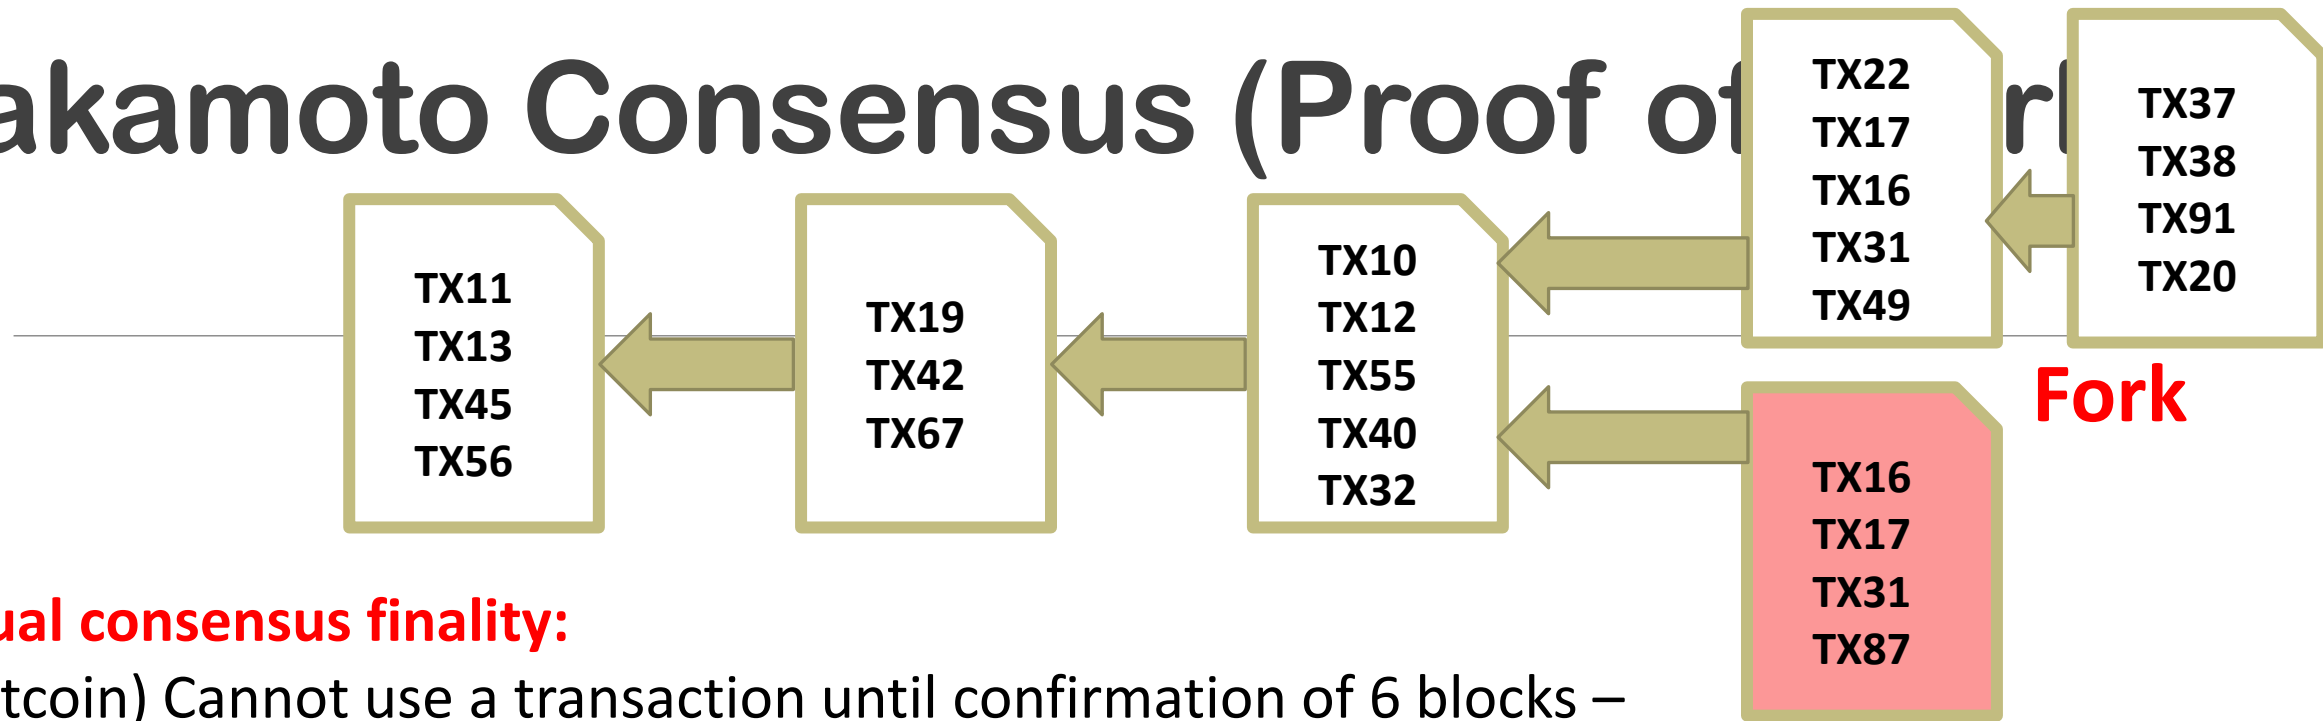 akamoto Consensus (Proof of
TX11
TX13
TX45
TX56
TX19
TX42
TX67
TX10
TX12
TX55
TX40
TX32
TX22
TX17
TX16
TX31
TX49
TX37
TX38
TX91
TX20
Fork
TX16
TX17
TX31
TX87
ual consensus finality:
tcoin) Cannot use a transaction until confirmation of 6 blocks –